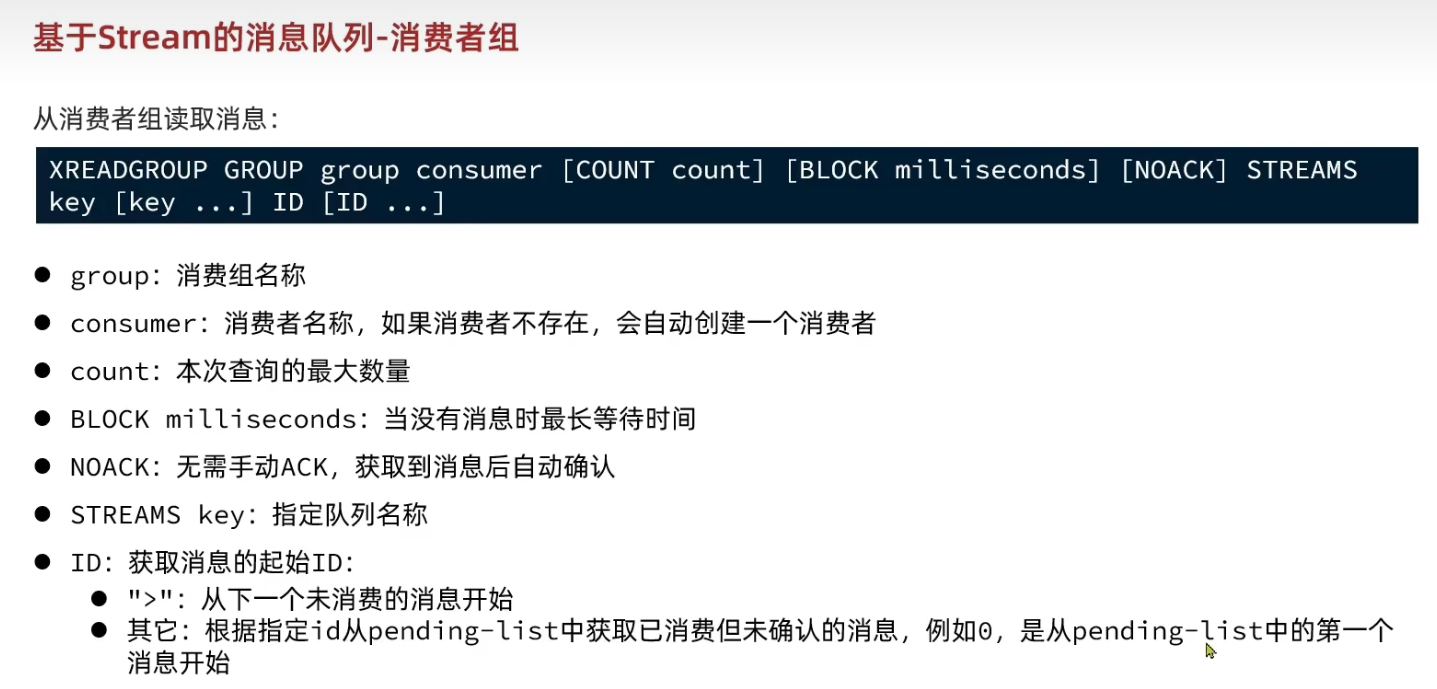 基于Stream的消息队列-消费者组
从消费者组读取消息：
XREADGROUP GROUP group consumer [COUNT count] [BLOCK milliseconds] [NOACK] STREAMS
key [key ...] ID [ID ...]
● group：消费组名称
● consumer：消费者名称，如果消费者不存在，会自动创建一个消费者
● count：本次查询的最大数量
● BLOCK milliseconds：当没有消息时最长等待时间
● NOACK：无需手动ACK，获取到消息后自动确认
● STREAMS key：指定队列名称
● ID：获取消息的起始ID：
● ">"：从下一个未消费的消息开始
● 其它：根据指定id从pending-list中获取已消费但未确认的消息，例如0，是从pending-list中的第一个
消息开始